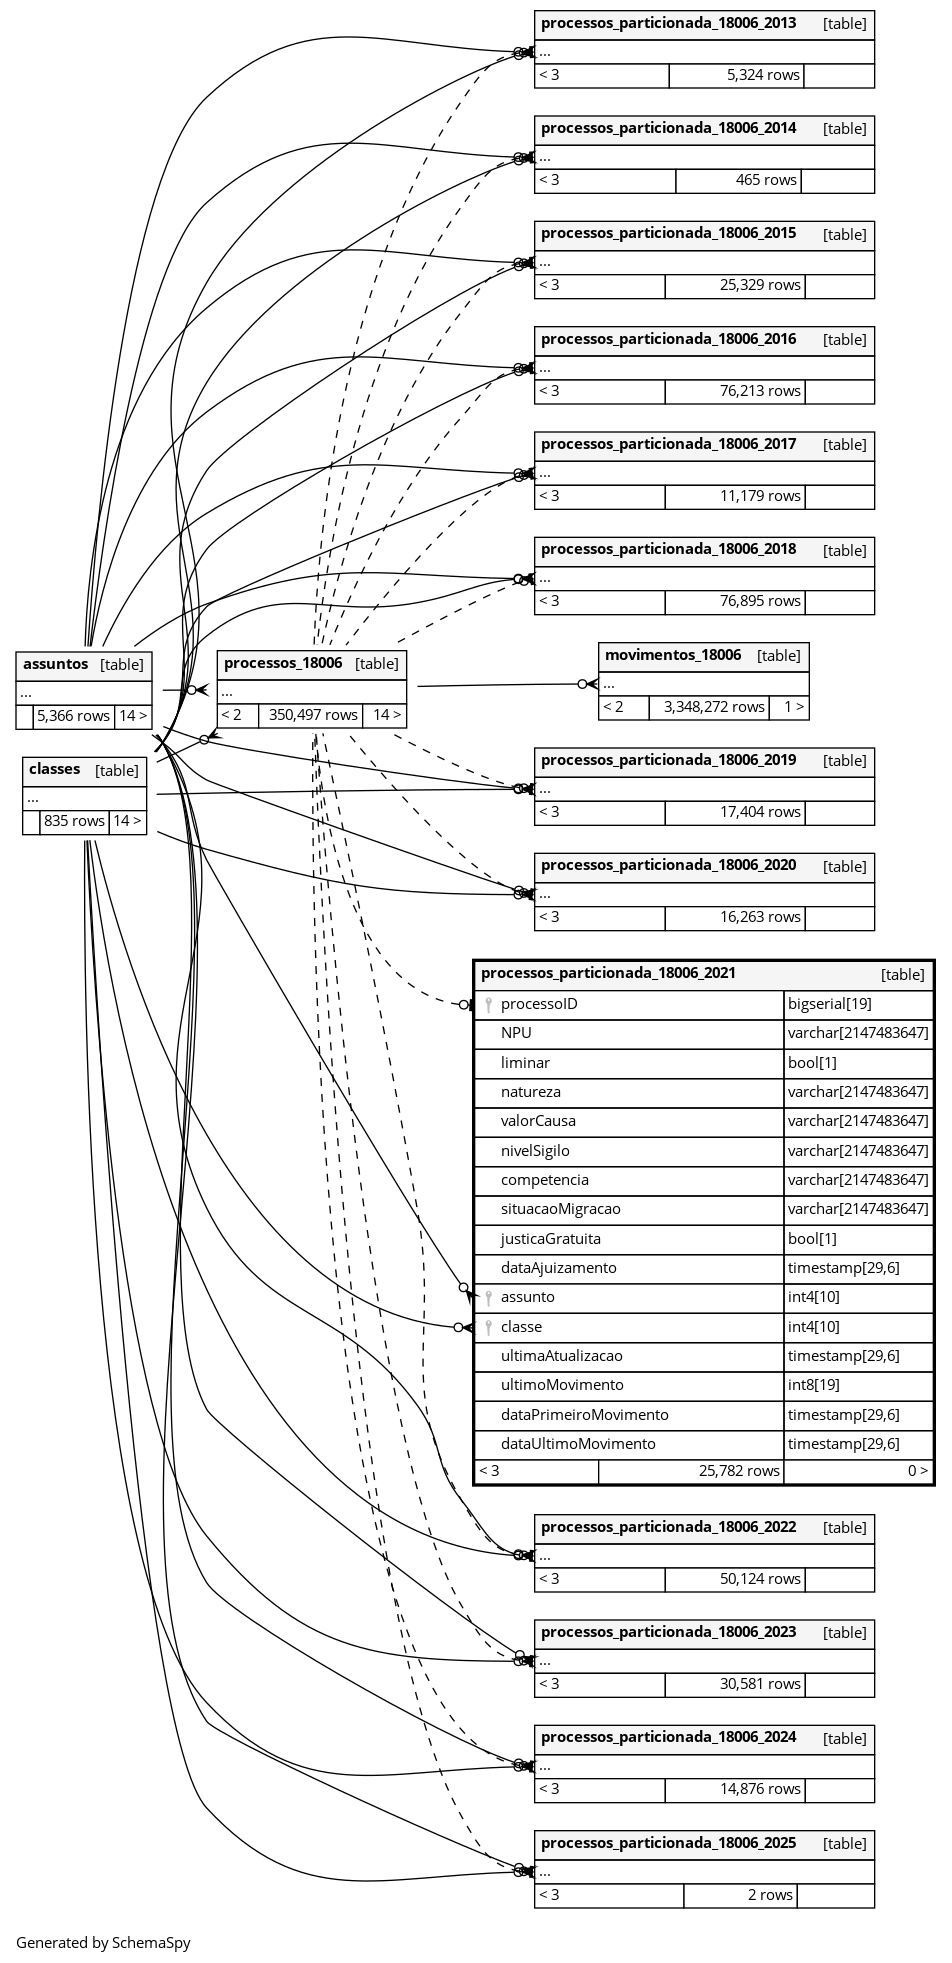 processos_particionada_18006_2013 [table]
...
< 3 5,324 rows
processos_particionada_18006_2014 [table]
...
< 3 465 rows
processos_particionada_18006_2015 [table]
...
< 3 25,329 rows
processos_particionada_18006_2016 [table]
...
< 3 76,213 rows
processos_particionada_18006_2017 [table]
...
< 3 11,179 rows
processos_particionada_18006_2018 [table]
...
< 3 76,895 rows
assuntos [table]
...
5,366 rows 14 >
processos_18006 [table]
...
< 2 350,497 rows 14 >
movimentos_18006 [table]
...
< 2 3,348,272 rows 1 >
classes [table]
...
835 rows 14 >
processos_particionada_18006_2019 [table]
...
< 3 17,404 rows
processos_particionada_18006_2020 [table]
...
< 3 16,263 rows
processos_particionada_18006_2021 [table]
processoID bigserial[19]
NPU varchar[2147483647]
liminar bool[1]
natureza varchar[2147483647]
valorCausa varchar[2147483647]
nivelSigilo varchar[2147483647]
competencia varchar[2147483647]
situacaoMigracao varchar[2147483647]
justicaGratuita bool[1]
dataAjuizamento timestamp[29,6]
assunto int4[10]
classe int4[10]
ultimaAtualizacao timestamp[29,6]
ultimoMovimento int8[19]
dataPrimeiroMovimento timestamp[29,6]
dataUltimoMovimento timestamp[29,6]
< 3 25,782 rows 0 >
processos_particionada_18006_2022 [table]
...
< 3 50,124 rows
processos_particionada_18006_2023 [table]
...
< 3 30,581 rows
processos_particionada_18006_2024 [table]
...
< 3 14,876 rows
processos_particionada_18006_2025 [table]
...
< 3 2 rows
Generated by SchemaSpy